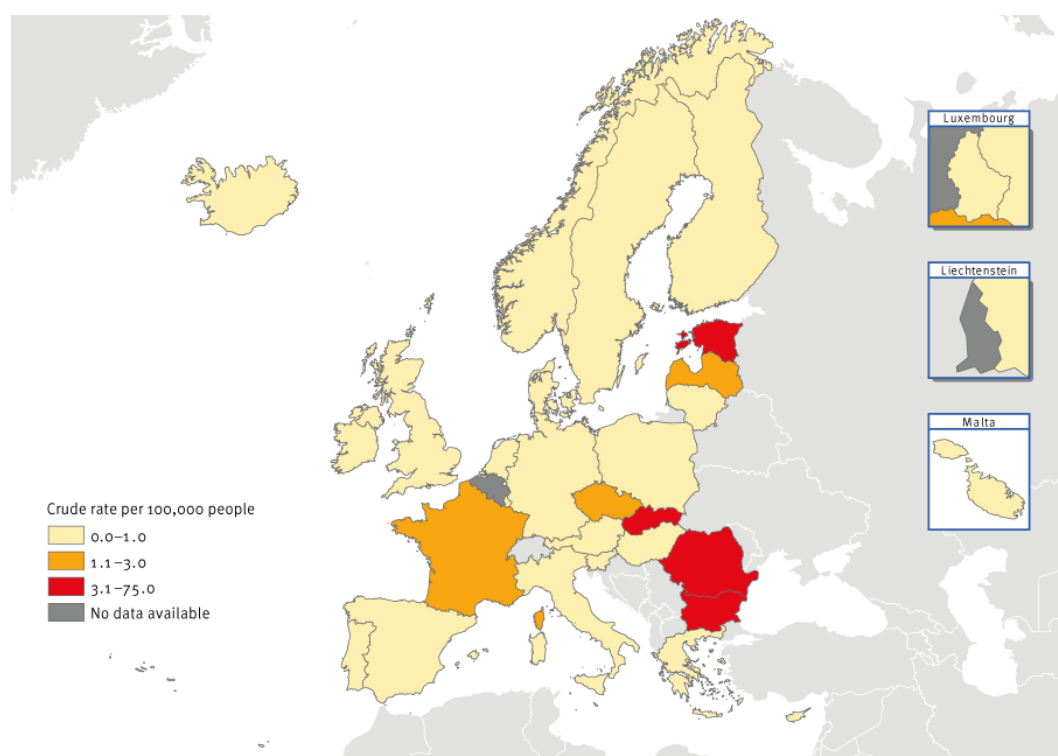 Luxembourg
Liechtenstein
Malta
Crude rate per 100,000 people
0.0–1.0
1.1–3.0
3.1–75.0
No data available